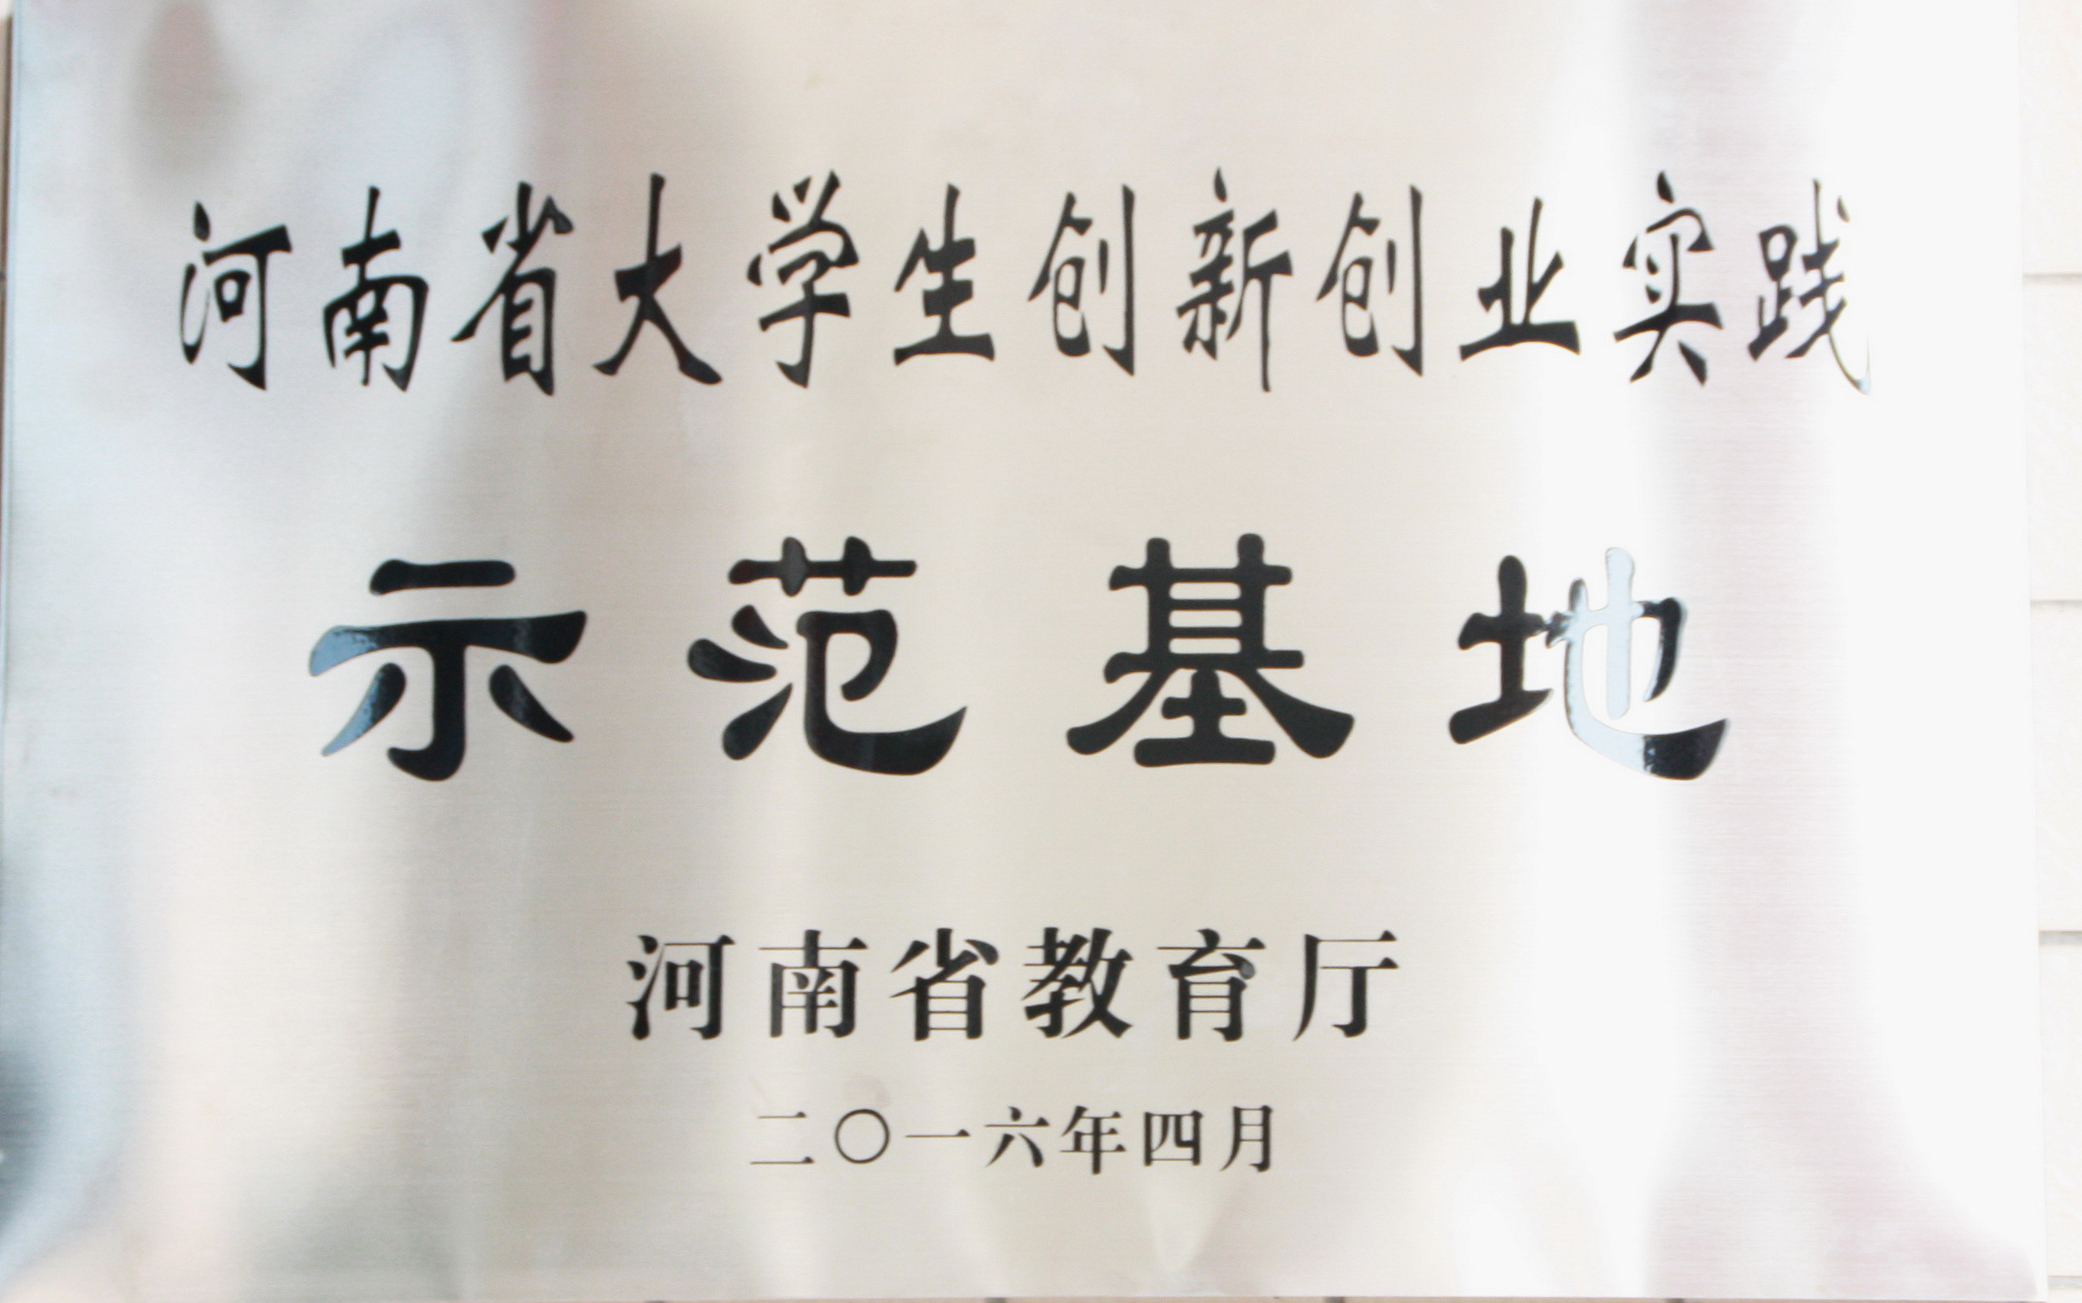 河南省大学生创新创业实践
示范基地
河南省教育厅
二〇一六年四月